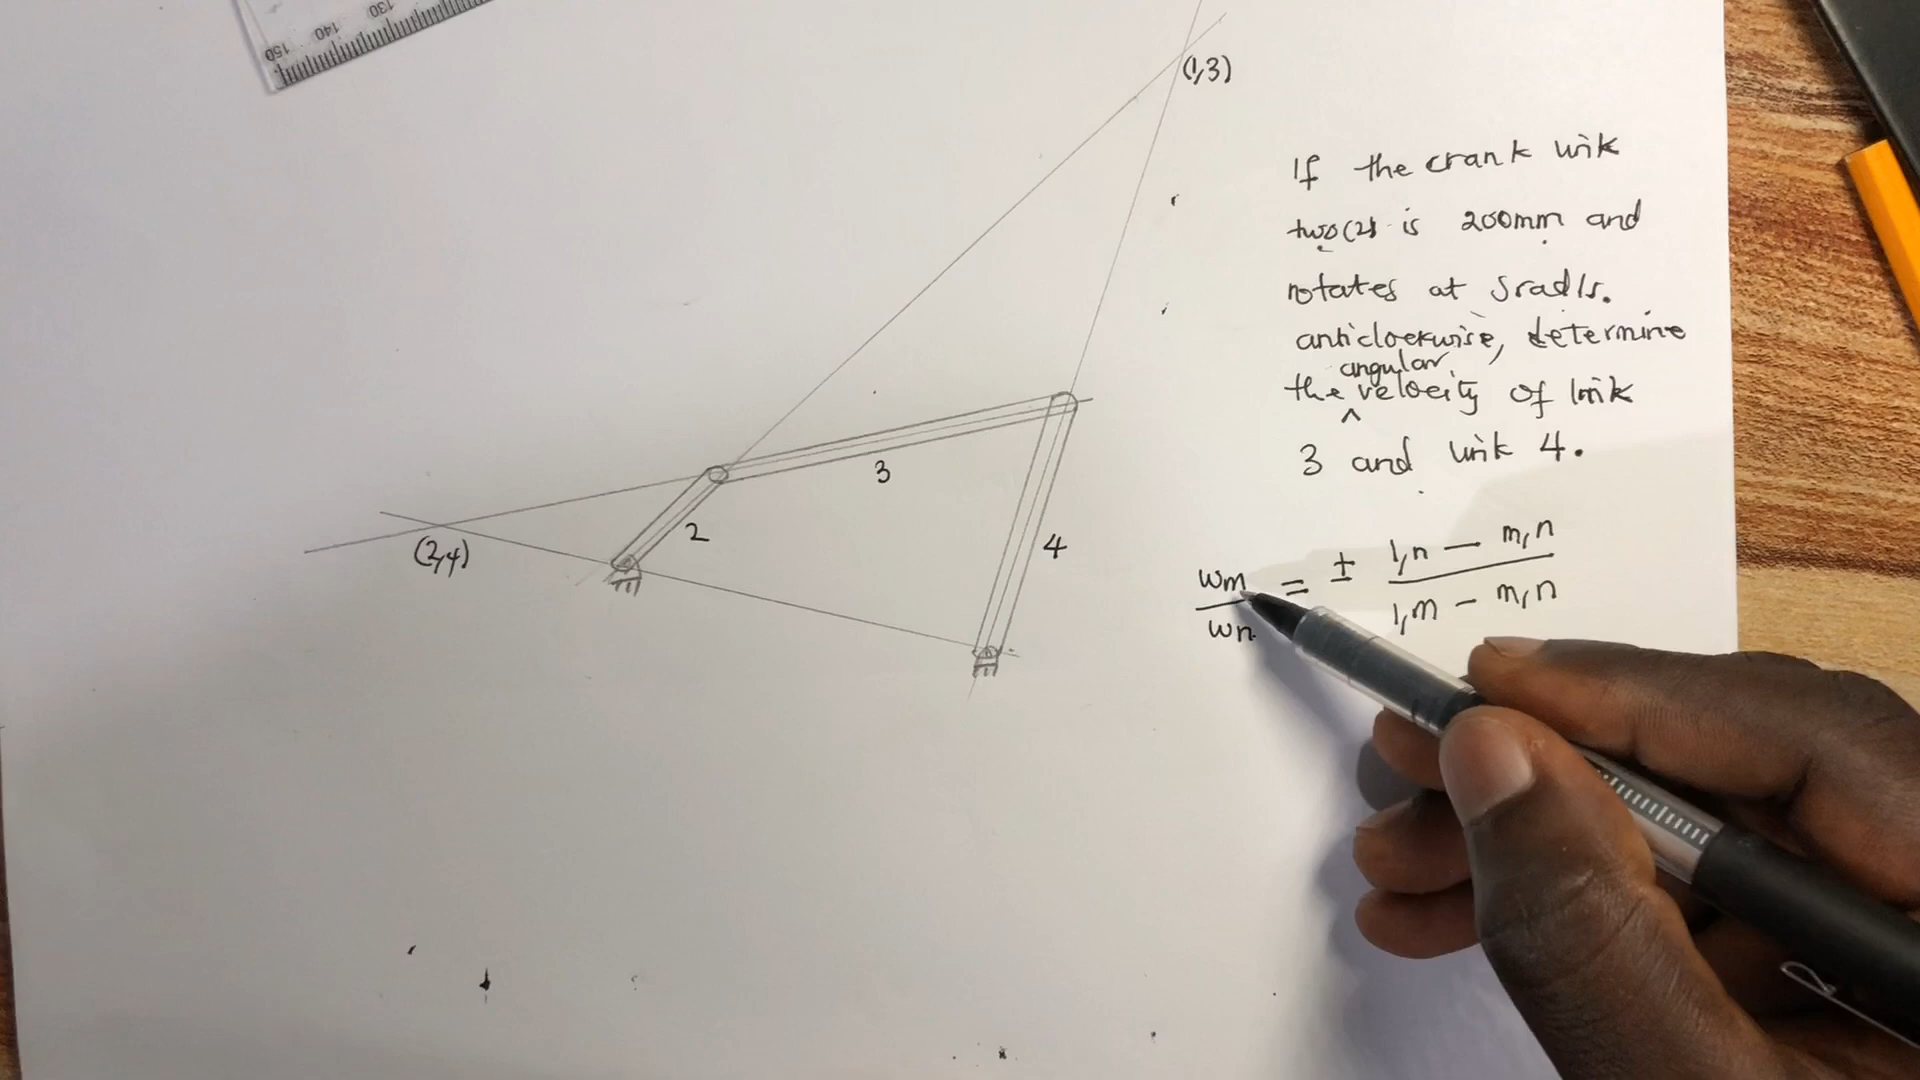 150 140 130
(1,3)
If the crank link
two(2) is 200mm and
rotates at 5rad/s.
anticlockwise, determine
angular
the ^ velocity of link
3 and link 4.
3
2
(2,4)
4
ωm = ± 1,n — m,n
ωn 1,m — m,n